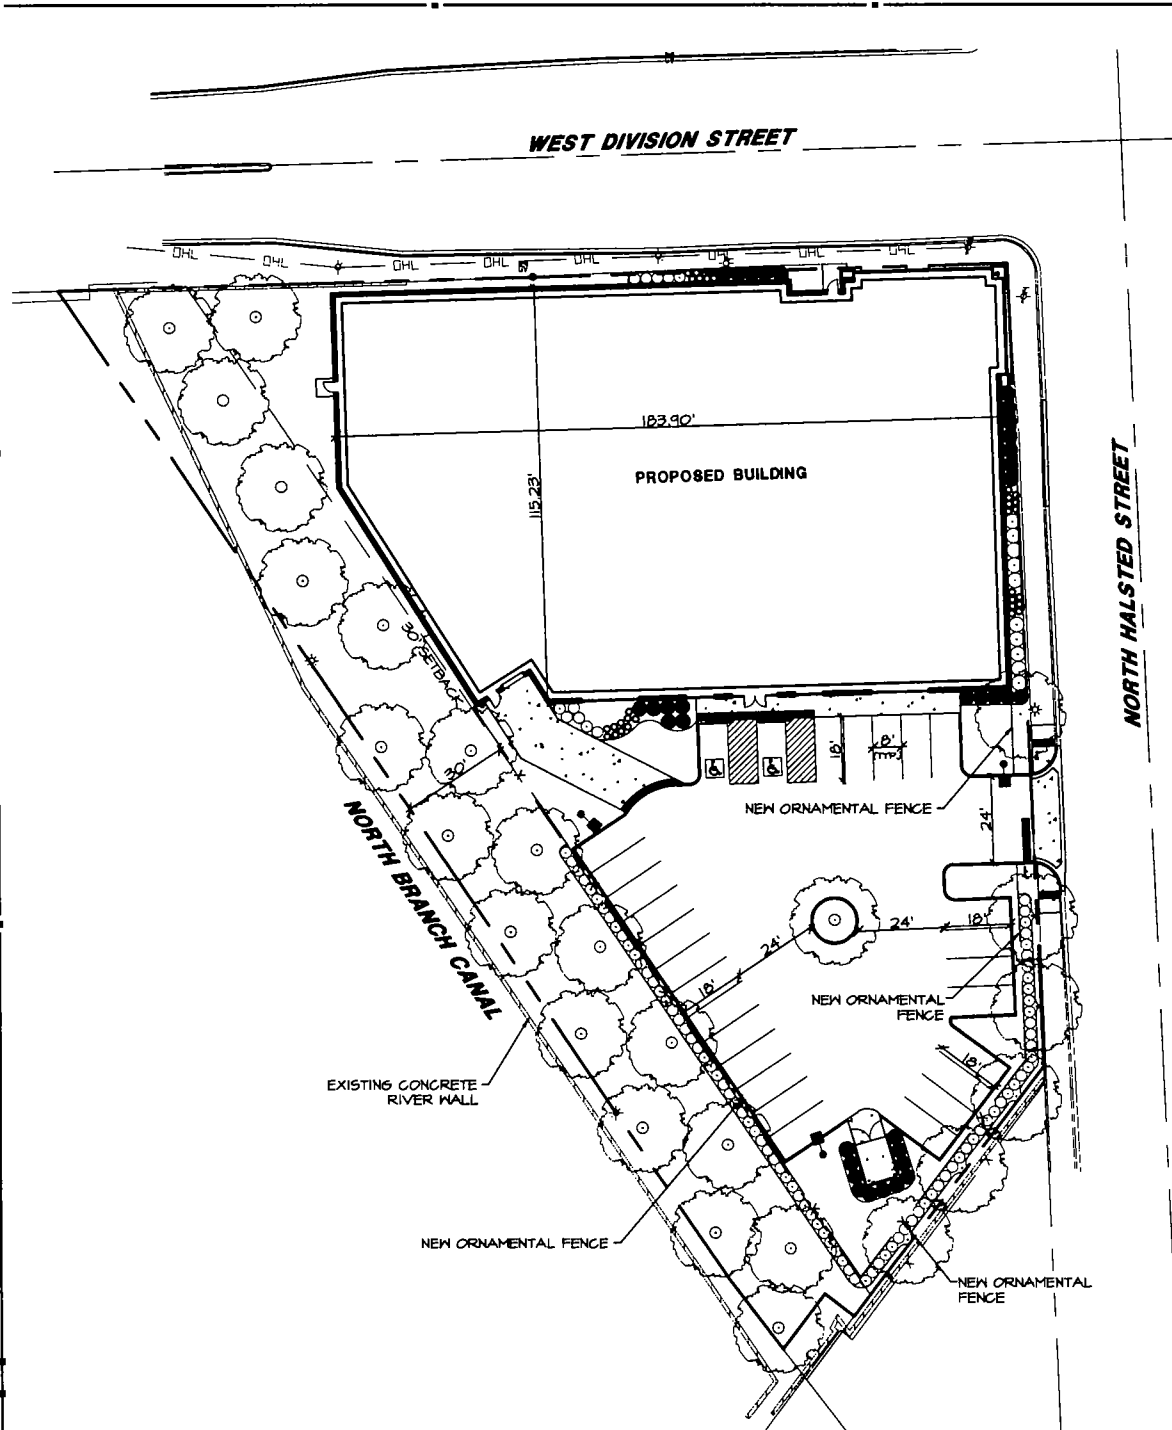 WEST DIVISION STREET
OHL
OHL
OHL
OHL
OHL
OHL
OHL
OHL
183.90'
PROPOSED BUILDING
115.23'
NORTH HALSTED STREET
30' SETBACK
30'
18'
8'
(TYP.)
NEW ORNAMENTAL FENCE
24'
NORTH BRANCH CANAL
24'
24'
18'
18'
NEW ORNAMENTAL
FENCE
18'
EXISTING CONCRETE
RIVER WALL
NEW ORNAMENTAL FENCE
NEW ORNAMENTAL
FENCE